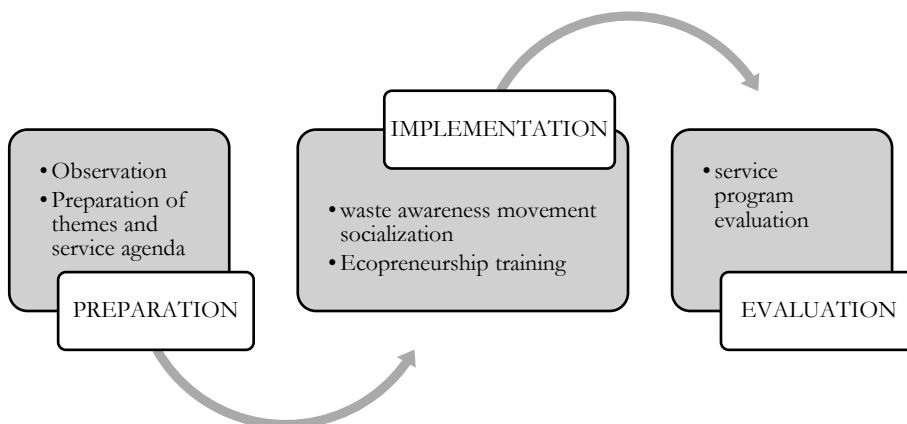 • Observation
• Preparation of
themes and
service agenda
PREPARATION
IMPLEMENTATION
• waste awareness movement
socialization
• Ecopreneurship training
• service
program
evaluation
EVALUATION